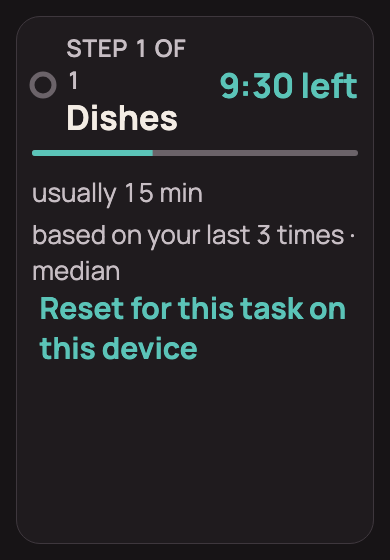 STEP 1 OF
1
Dishes
9:30 left
usually 15 min
based on your last 3 times ·
median
Reset for this task on
this device